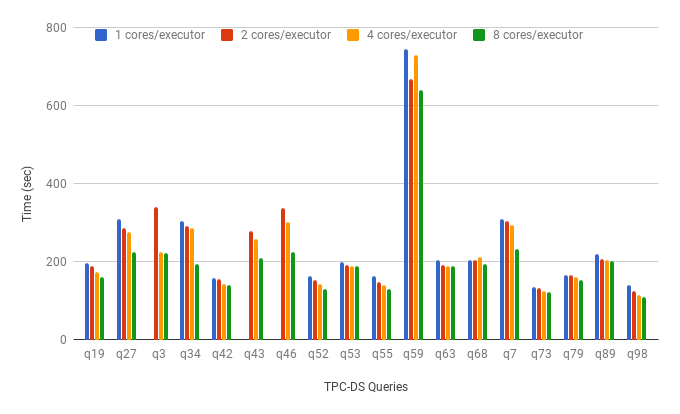 800
1 cores/executor 2 cores/executor 4 cores/executor 8 cores/executor
600
400
200
0
Time (sec)
q19 q27 q3 q34 q42 q43 q46 q52 q53 q55 q59 q63 q68 q7 q73 q79 q89 q98
TPC-DS Queries